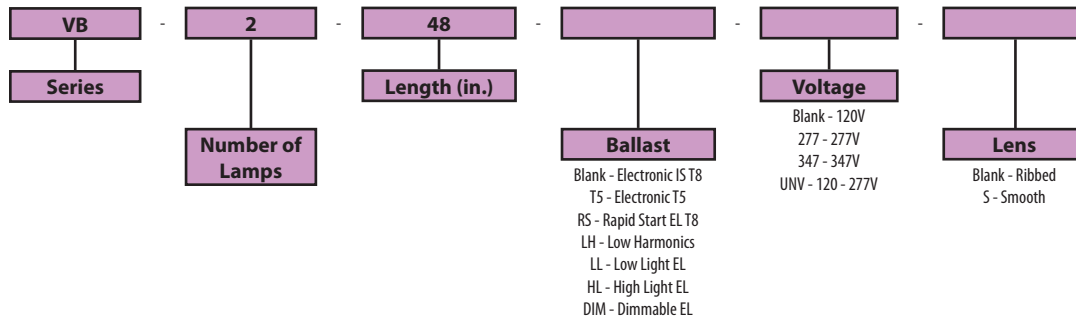 VB - 2 - 48 - - -
Series
Length (in.)
Voltage
Blank - 120V
277 - 277V
347 - 347V
UNV - 120 - 277V
Number of
Lamps
Ballast
Blank - Electronic IS T8
T5 - Electronic T5
RS - Rapid Start EL T8
LH - Low Harmonics
LL - Low Light EL
HL - High Light EL
DIM - Dimmable EL
Lens
Blank - Ribbed
S - Smooth